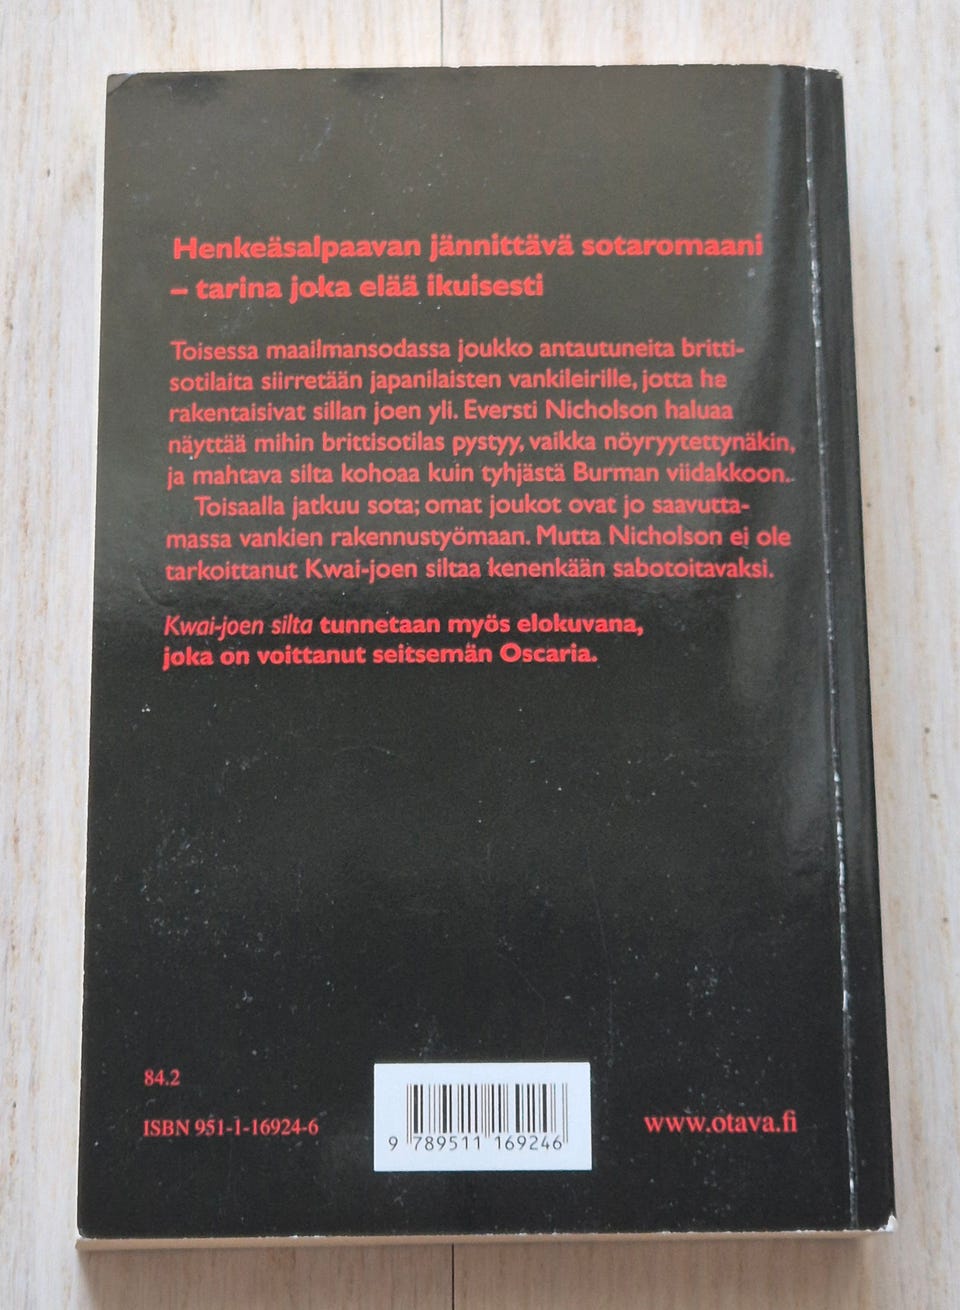 Henkeäsalpaavan jännittävä sotaromaani
– tarina joka elää ikuisesti
Toisessa maailmansodassa joukko antautuneita britti-
sotilaita siirretään japanilaisten vankileirille, jotta he
rakentaisivat sillan joen yli. Eversti Nicholson haluaa
näyttää mihin brittisotilas pystyy, vaikka nöyryytettynäkin,
ja mahtava silta kohoaa kuin tyhjästä Burman viidakkoon.
Toisaalla jatkuu sota; omat joukot ovat jo saavutta-
massa vankien rakennustyömaan. Mutta Nicholson ei ole
tarkoittanut Kwai-joen siltaa kenenkään sabotoitavaksi.
Kwai-joen silta tunnetaan myös elokuvana,
joka on voittanut seitsemän Oscaria.
84.2
ISBN 951-1-16924-6
9 789511 169246
www.otava.fi